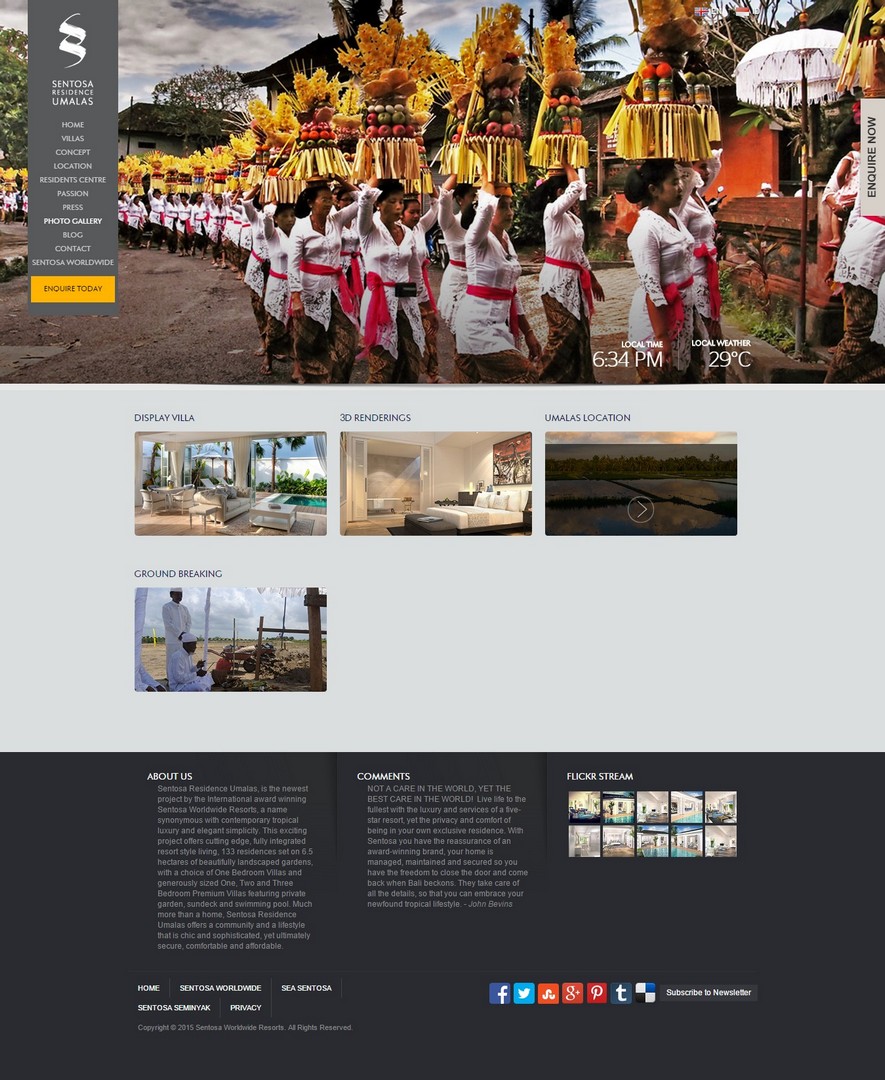 SENTOSA
RESIDENCE
UMALAS
HOME
VILLAS
CONCEPT
LOCATION
RESIDENTS CENTRE
PASSION
PRESS
PHOTO GALLERY
BLOG
CONTACT
SENTOSA WORLDWIDE
ENQUIRE TODAY
ENQUIRE NOW
LOCAL TIME
6:34 PM
LOCAL WEATHER
29°C
DISPLAY VILLA
3D RENDERINGS
UMALAS LOCATION
GROUND BREAKING
ABOUT US
Sentosa Residence Umalas, is the newest
project by the International award winning
Sentosa Worldwide Resorts, a name
synonymous with contemporary tropical
luxury and elegant simplicity. This exciting
project offers cutting edge, fully integrated
resort style living, 133 residences set on 6.5
hectares of beautifully landscaped gardens,
with a choice of One Bedroom Villas and
generously sized One, Two and Three
Bedroom Premium Villas featuring private
garden, sundeck and swimming pool. Much
more than a home, Sentosa Residence
Umalas offers a community and a lifestyle
that is chic and sophisticated, yet ultimately
secure, comfortable and affordable.
COMMENTS
NOT A CARE IN THE WORLD, YET THE
BEST CARE IN THE WORLD! Live life to the
fullest with the luxury and services of a five-
star resort, yet the privacy and comfort of
being in your own exclusive residence. With
Sentosa you have the reassurance of an
award-winning brand, your home is
managed, maintained and secured so you
have the freedom to close the door and come
back when Bali beckons. They take care of
all the details, so that you can embrace your
newfound tropical lifestyle. - John Bevins
FLICKR STREAM
HOME
SENTOSA WORLDWIDE
SEA SENTOSA
SENTOSA SEMINYAK
PRIVACY
Subscribe to Newsletter
Copyright © 2015 Sentosa Worldwide Resorts. All Rights Reserved.